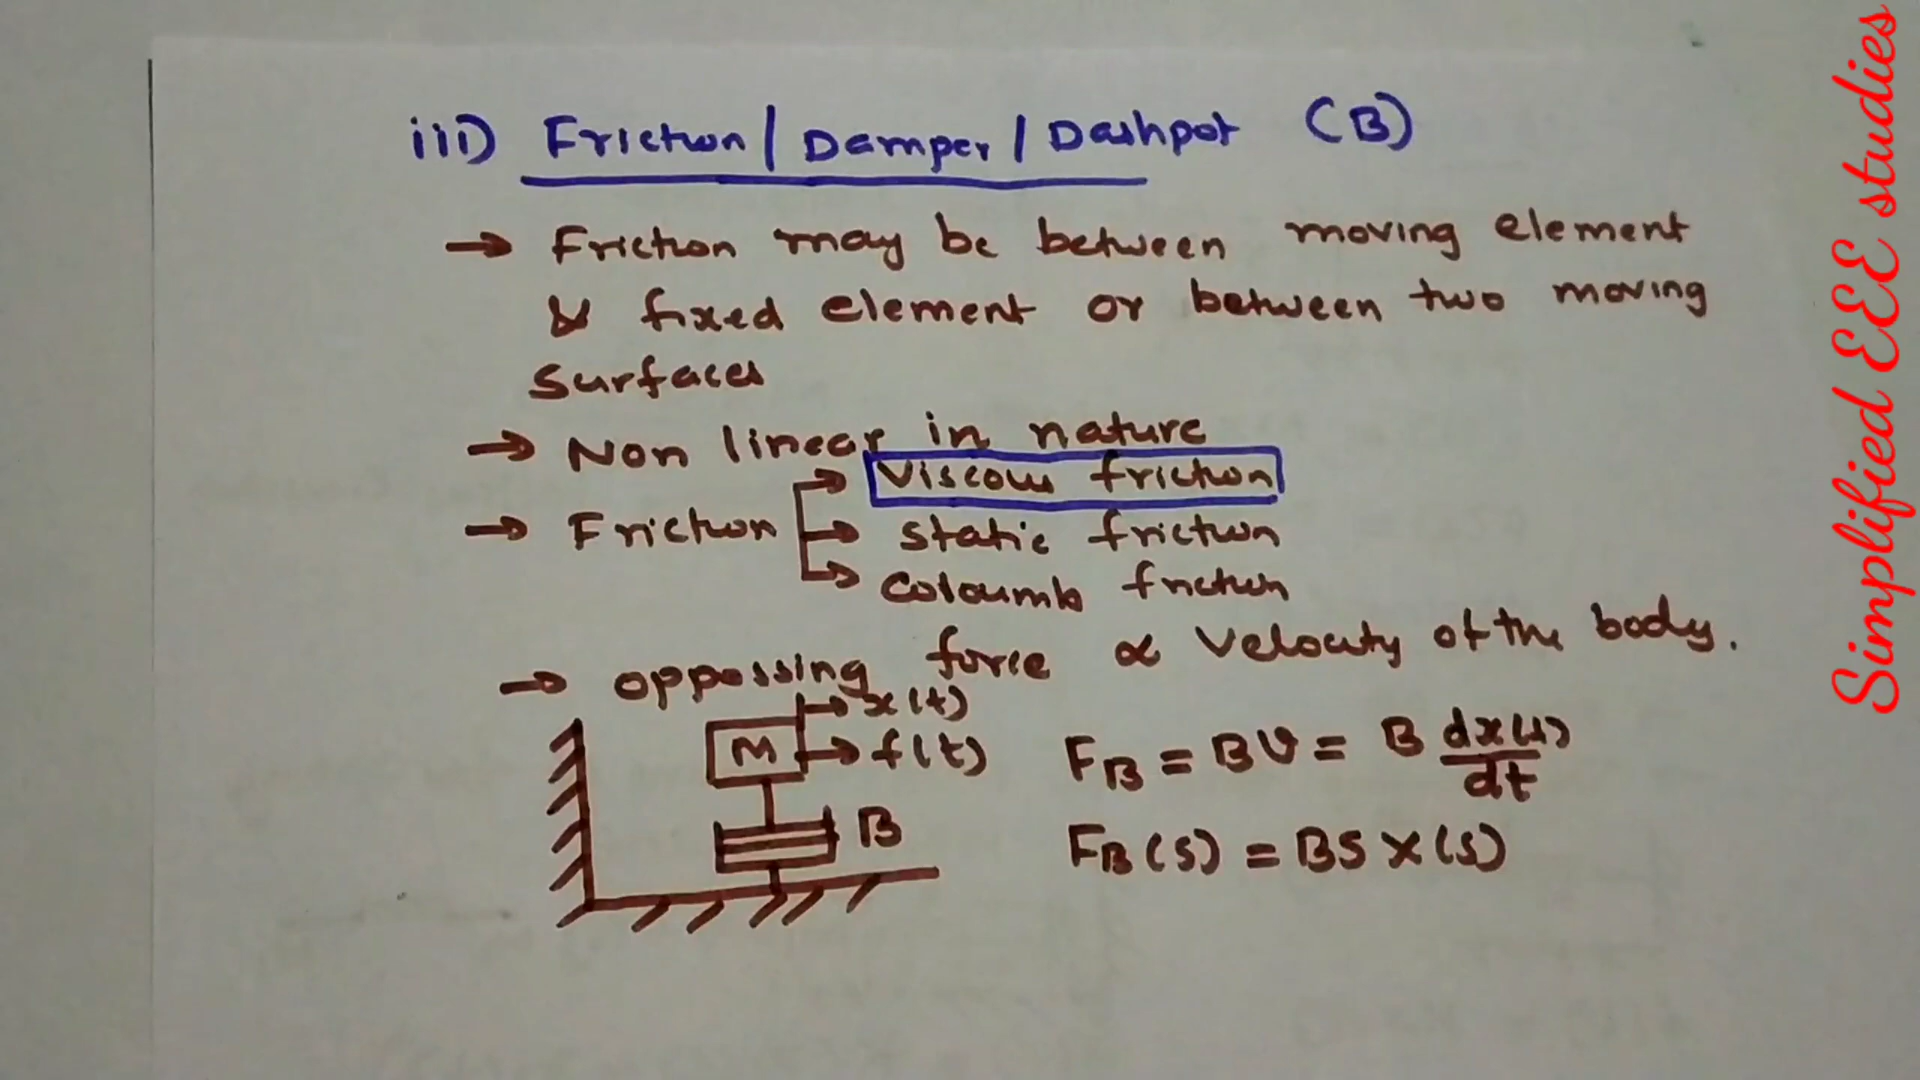 iii) Friction / Damper / Dashpot (B)
→ Friction may be between moving element
& fixed element or between two moving
surfaces
→ Non linear in nature
→ Friction → Viscous friction
→ static friction
→ Coloumb friction
→ oppossing force ∝ velocity of the body.
x(t)
M f(t)
B
F_B = BV = B dx(t)/dt
F_B(s) = BS X(s)
Simplified EEE studies